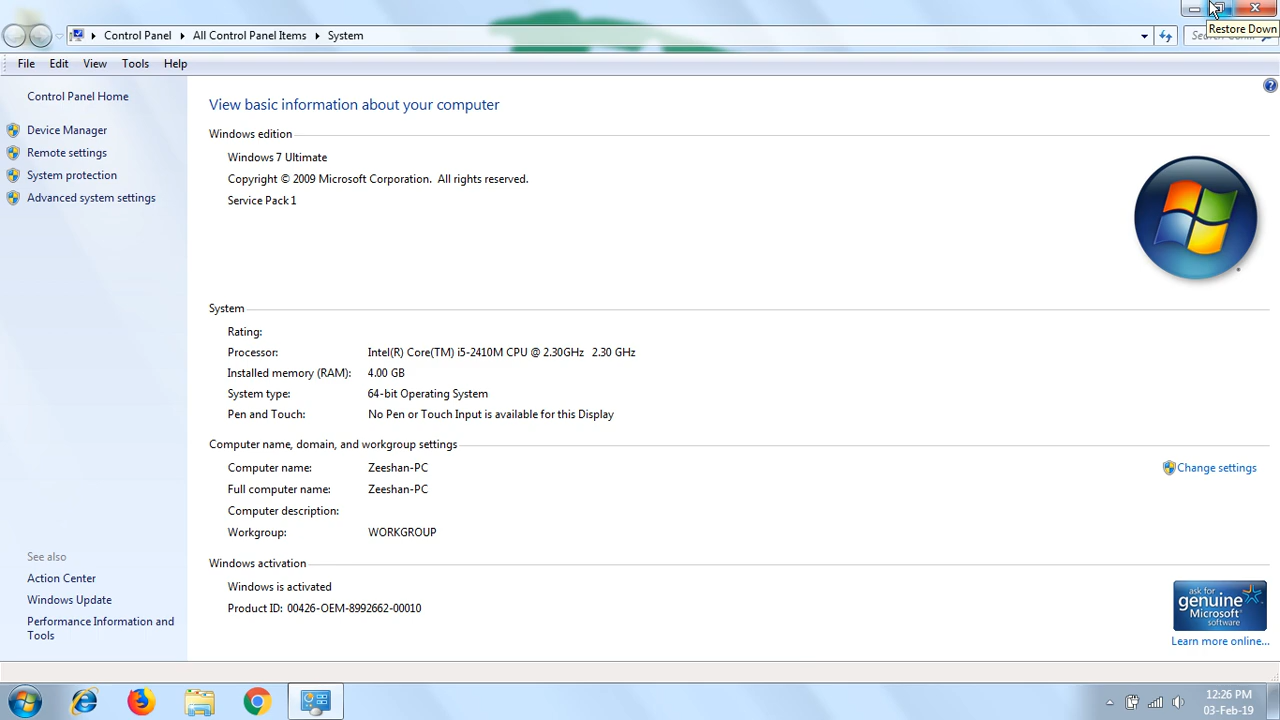 Restore Down
Control Panel
All Control Panel Items
System
File Edit View Tools Help
Control Panel Home
Device Manager
Remote settings
System protection
Advanced system settings
See also
Action Center
Windows Update
Performance Information and
Tools
View basic information about your computer
Windows edition
Windows 7 Ultimate
Copyright © 2009 Microsoft Corporation. All rights reserved.
Service Pack 1
System
Rating:
Processor: Intel(R) Core(TM) i5-2410M CPU @ 2.30GHz 2.30 GHz
Installed memory (RAM): 4.00 GB
System type: 64-bit Operating System
Pen and Touch: No Pen or Touch Input is available for this Display
Computer name, domain, and workgroup settings
Computer name: Zeeshan-PC
Change settings
Full computer name: Zeeshan-PC
Computer description:
Workgroup: WORKGROUP
Windows activation
Windows is activated
Product ID: 00426-OEM-8992662-00010
ask for
genuine
Microsoft
software
Learn more online...
12:26 PM
03-Feb-19